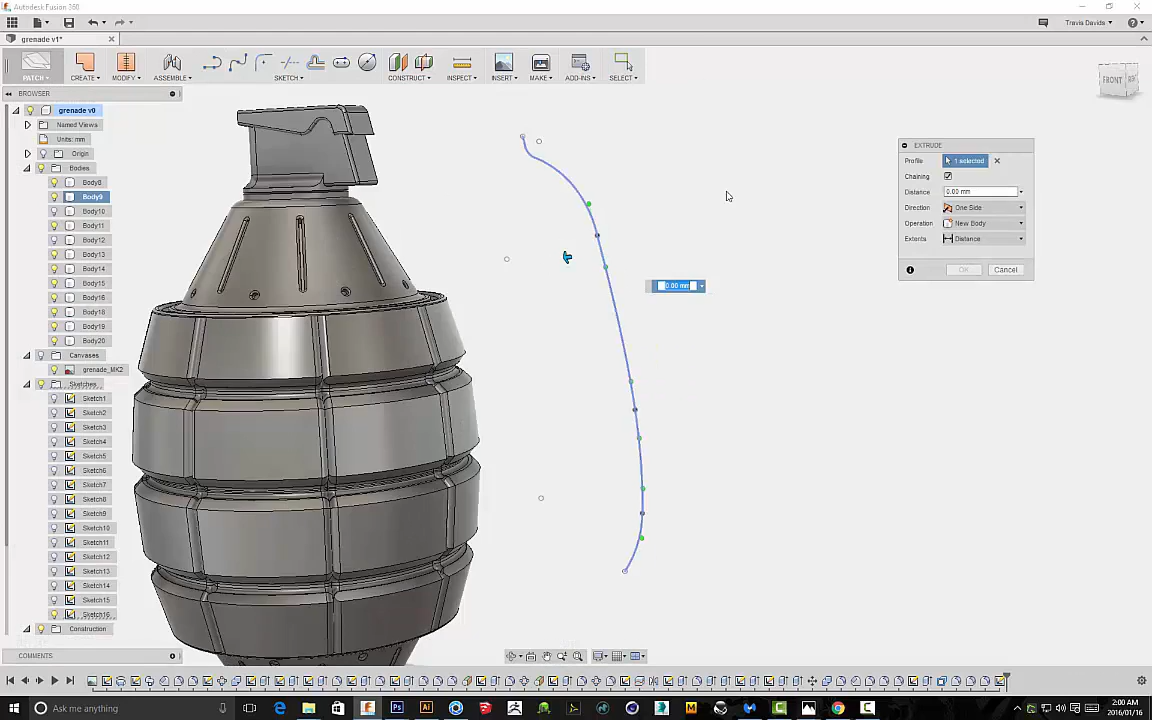 Autodesk Fusion 360
Travis Davids
grenade v1*
PATCH
CREATE
MODIFY
ASSEMBLE
SKETCH
CONSTRUCT
INSPECT
INSERT
MAKE
ADD-INS
SELECT
BROWSER
grenade v0
Named Views
Units: mm
Origin
Bodies
Body8
Body9
Body10
Body11
Body12
Body13
Body14
Body15
Body16
Body18
Body19
Body20
Canvases
grenade_MK2
Sketches
Sketch1
Sketch2
Sketch3
Sketch4
Sketch5
Sketch6
Sketch7
Sketch8
Sketch9
Sketch10
Sketch11
Sketch12
Sketch13
Sketch14
Sketch15
Sketch16
Construction
COMMENTS
FRONT
EXTRUDE
Profile 1 selected
Chaining
Distance 0.00 mm
Direction One Side
Operation New Body
Extents Distance
OK Cancel
0.00 mm
Ask me anything
2:00 AM
2016/01/16